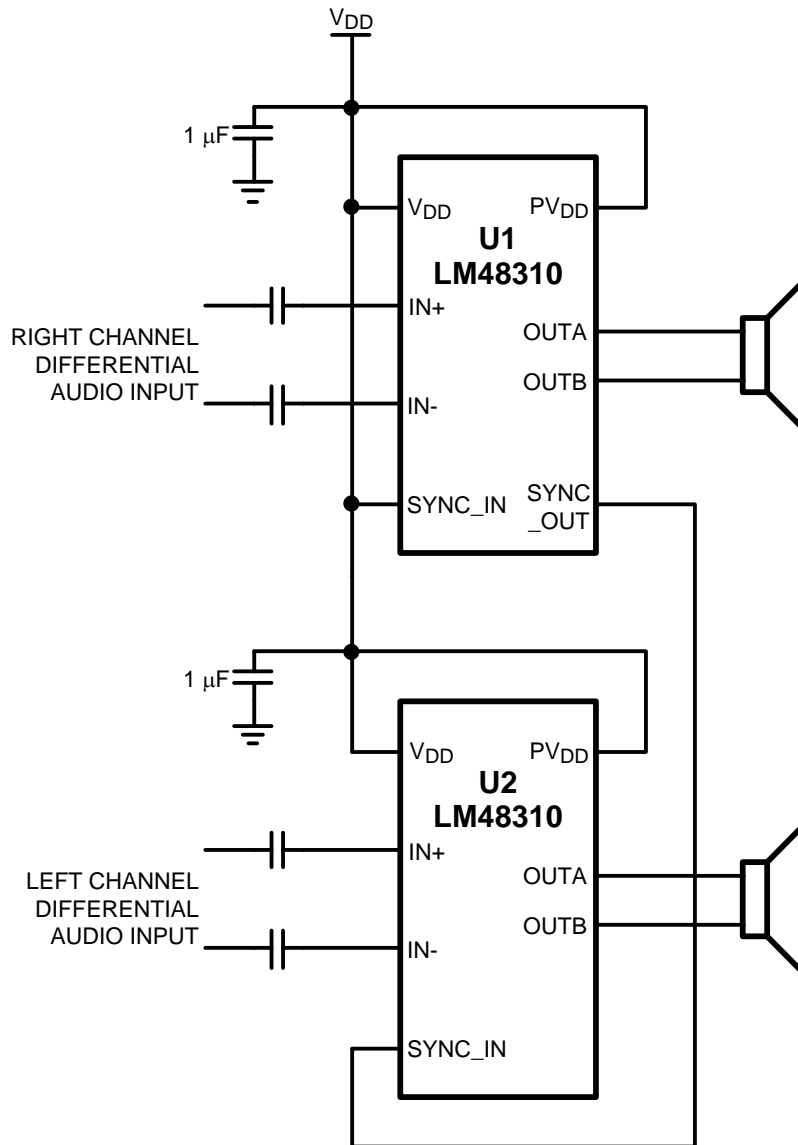 VDD
1 μF
VDD
PVDD
U1
LM48310
IN+
RIGHT CHANNEL
DIFFERENTIAL
AUDIO INPUT
OUTA
OUTB
IN-
SYNC_IN
SYNC
_OUT
1 μF
VDD
PVDD
U2
LM48310
IN+
LEFT CHANNEL
DIFFERENTIAL
AUDIO INPUT
OUTA
OUTB
IN-
SYNC_IN